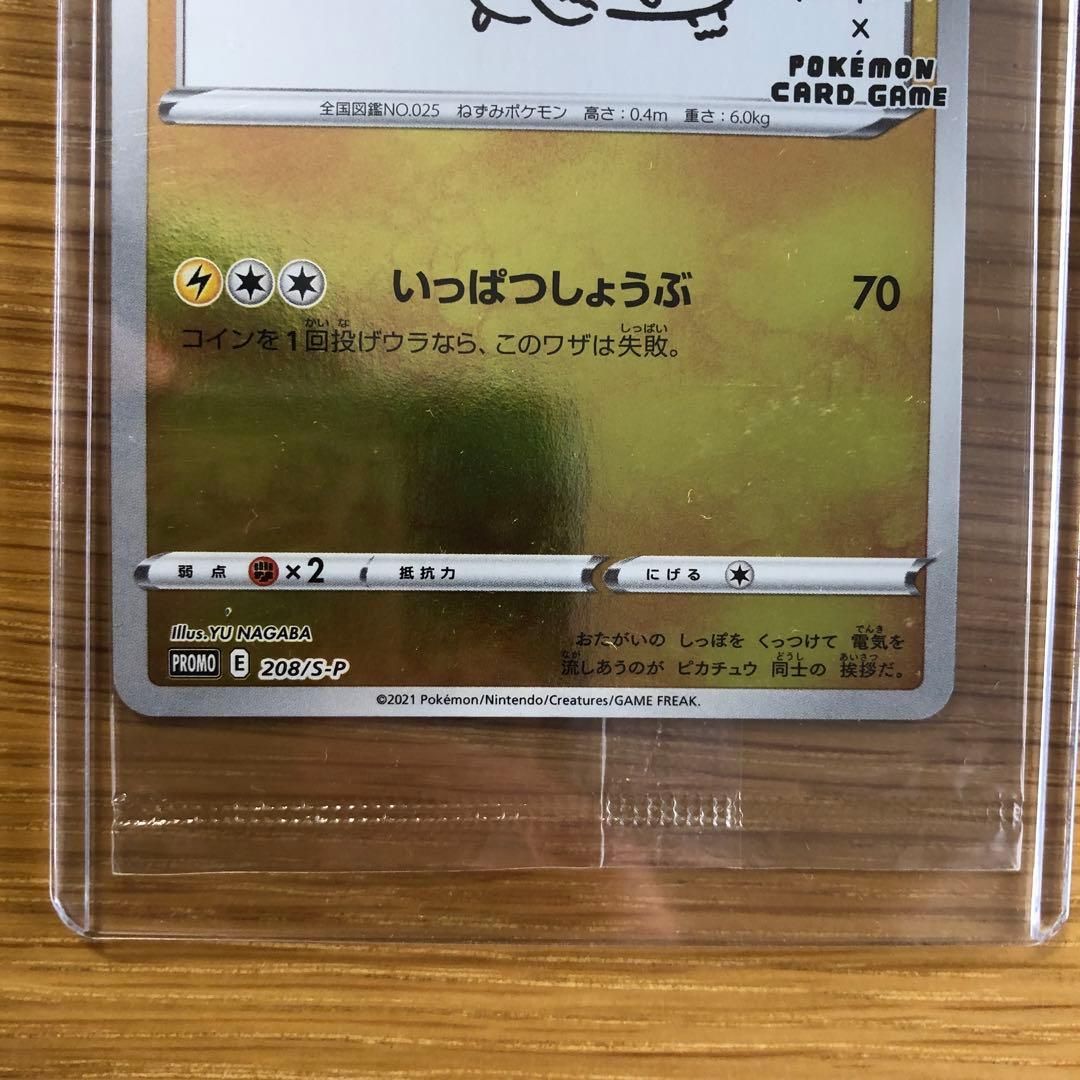 ×
POKÉMON
CARD GAME
全国図鑑NO.025 ねずみポケモン 高さ:0.4m 重さ:6.0kg
いっぱつしょうぶ 70
コインを1回投げウラなら、このワザは失敗。
弱点 ×2 抵抗力 にげる
Illus.YU NAGABA
PROMO E 208/S-P
おたがいの しっぽを くっつけて 電気を
流しあうのが ピカチュウ 同士の 挨拶だ。
©2021 Pokémon/Nintendo/Creatures/GAME FREAK.